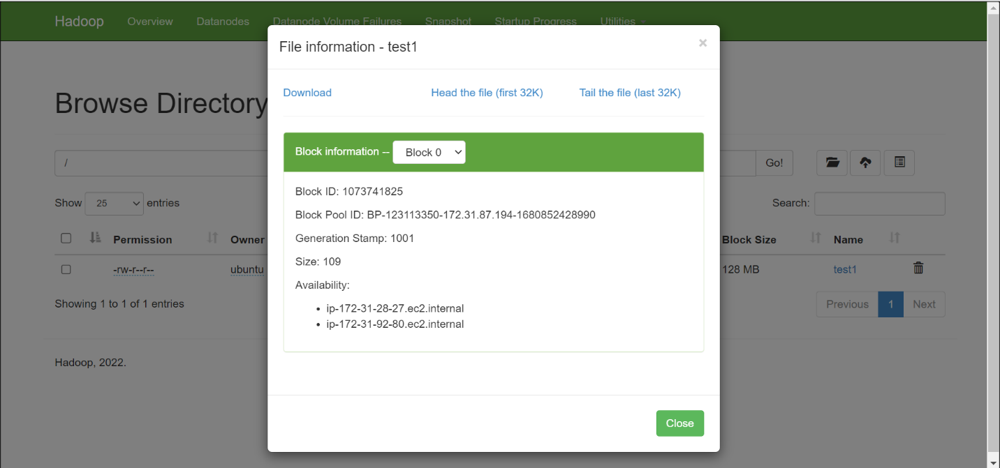 Hadoop Overview Datanodes Datanode Volume Failures Snapshot Startup Progress Utilities
File information - test1 ×
Download Head the file (first 32K) Tail the file (last 32K)
Browse Directory
Block information -- Block 0
/ Go!
Block ID: 1073741825
Show 25 entries Search:
Block Pool ID: BP-123113350-172.31.87.194-1680852428990
Generation Stamp: 1001
Permission Owner Block Size Name
Size: 109
-rw-r--r-- ubuntu 128 MB test1
Availability:
Showing 1 to 1 of 1 entries Previous 1 Next
• ip-172-31-28-27.ec2.internal
• ip-172-31-92-80.ec2.internal
Hadoop, 2022.
Close